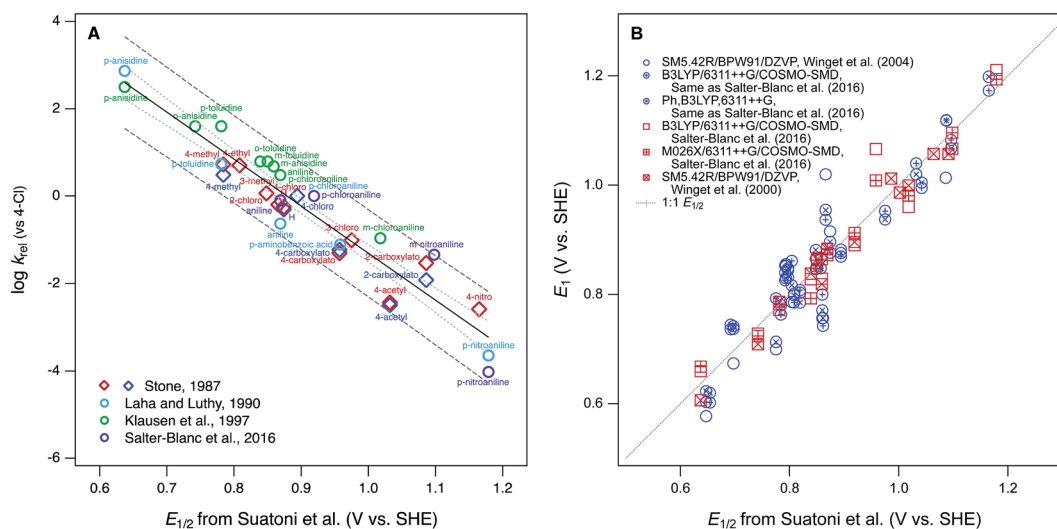 A
4
2
0
-2
-4
-6
log krel (vs 4-Cl)
p-anisidine
p-anisidine
p-toluidine
o-anisidine
o-toluidine
m-toluidine
m-anisidine
aniline
p-chloroaniline
4-methyl
4-ethyl
p-toluidine
4-methyl
3-methyl
4-chloro
p-chloroaniline
2-chloro
4-chloro
aniline
H
p-aminobenzoic acid
3-chloro
m-chloroaniline
4-carboxylato
4-carboxylato
2-carboxylato
m-nitroaniline
2-carboxylato
4-acetyl
4-acetyl
4-nitro
p-nitroaniline
p-nitroaniline
Stone, 1987
Laha and Luthy, 1990
Klausen et al., 1997
Salter-Blanc et al., 2016
0.6 0.7 0.8 0.9 1.0 1.1 1.2
E1/2 from Suatoni et al. (V vs. SHE)
B
1.2
1.0
0.8
0.6
E1 (V vs. SHE)
SM5.42R/BPW91/DZVP, Winget et al. (2004)
B3LYP/6311++G/COSMO-SMD,
Same as Salter-Blanc et al. (2016)
Ph,B3LYP,6311++G,
Same as Salter-Blanc et al. (2016)
B3LYP/6311++G/COSMO-SMD,
Salter-Blanc et al. (2016)
M026X/6311++G/COSMO-SMD,
Salter-Blanc et al. (2016)
SM5.42R/BPW91/DZVP,
Winget et al. (2000)
1:1 E1/2
0.6 0.8 1.0 1.2
E1/2 from Suatoni et al. (V vs. SHE)